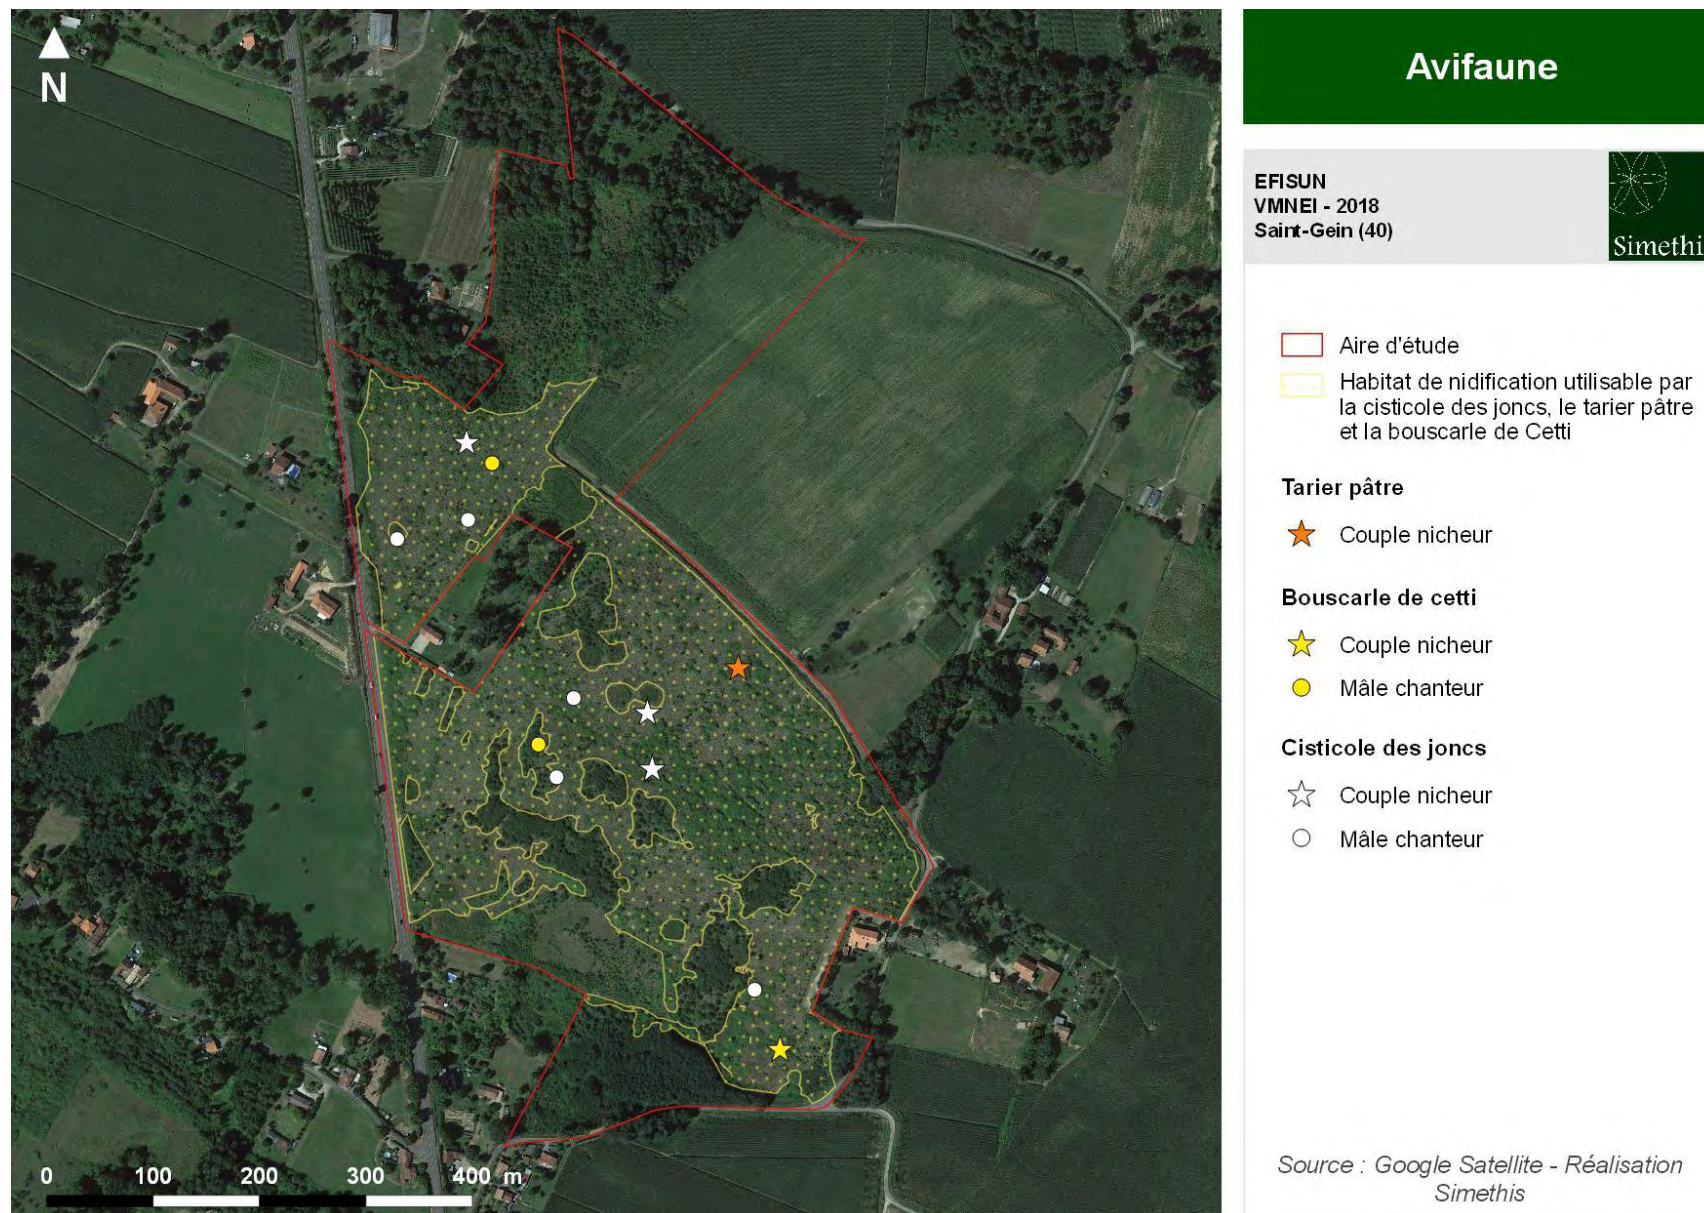 N
0 100 200 300 400 m
Avifaune
EFISUN
VMNEI - 2018
Saint-Gein (40)
Simethi
Aire d'étude
Habitat de nidification utilisable par
la cisticole des joncs, le tarier pâtre
et la bouscarle de Cetti
Tarier pâtre
Couple nicheur
Bouscarle de cetti
Couple nicheur
Mâle chanteur
Cisticole des joncs
Couple nicheur
Mâle chanteur
Source : Google Satellite - Réalisation
Simethis